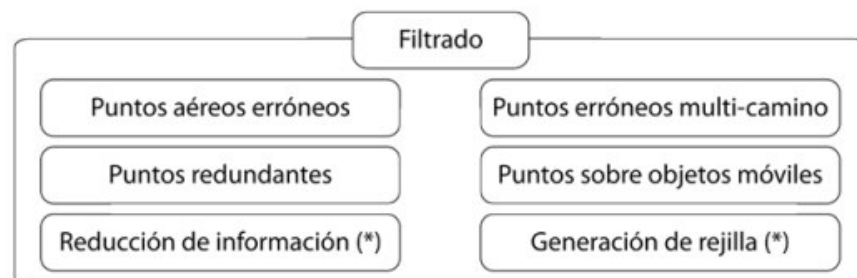 Filtrado
Puntos aéreos erróneos
Puntos erróneos multi-camino
Puntos redundantes
Puntos sobre objetos móviles
Reducción de información (*)
Generación de rejilla (*)